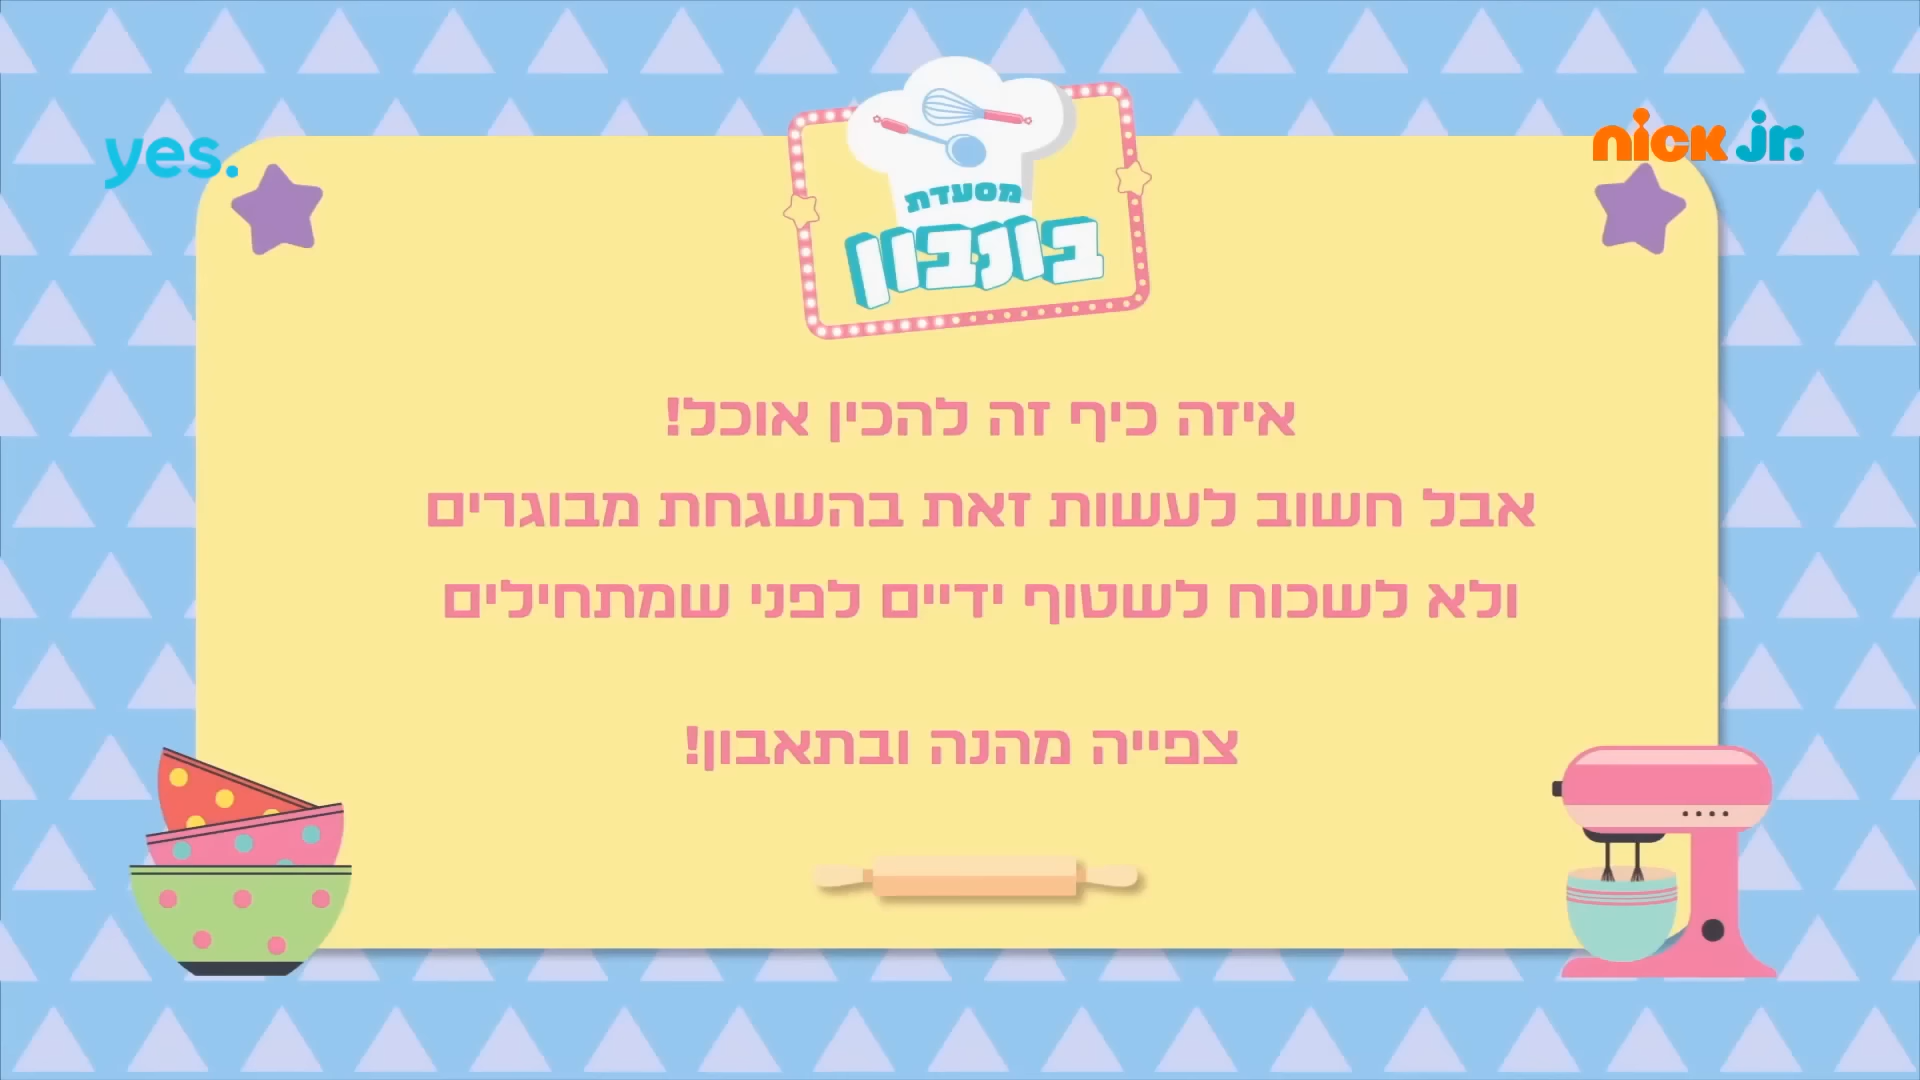 yes.
nick jr.
מסעדת
בונבון
איזה כיף זה להכין אוכל!
אבל חשוב לעשות זאת בהשגחת מבוגרים
ולא לשכוח לשטוף ידיים לפני שמתחילים
צפייה מהנה ובתאבון!